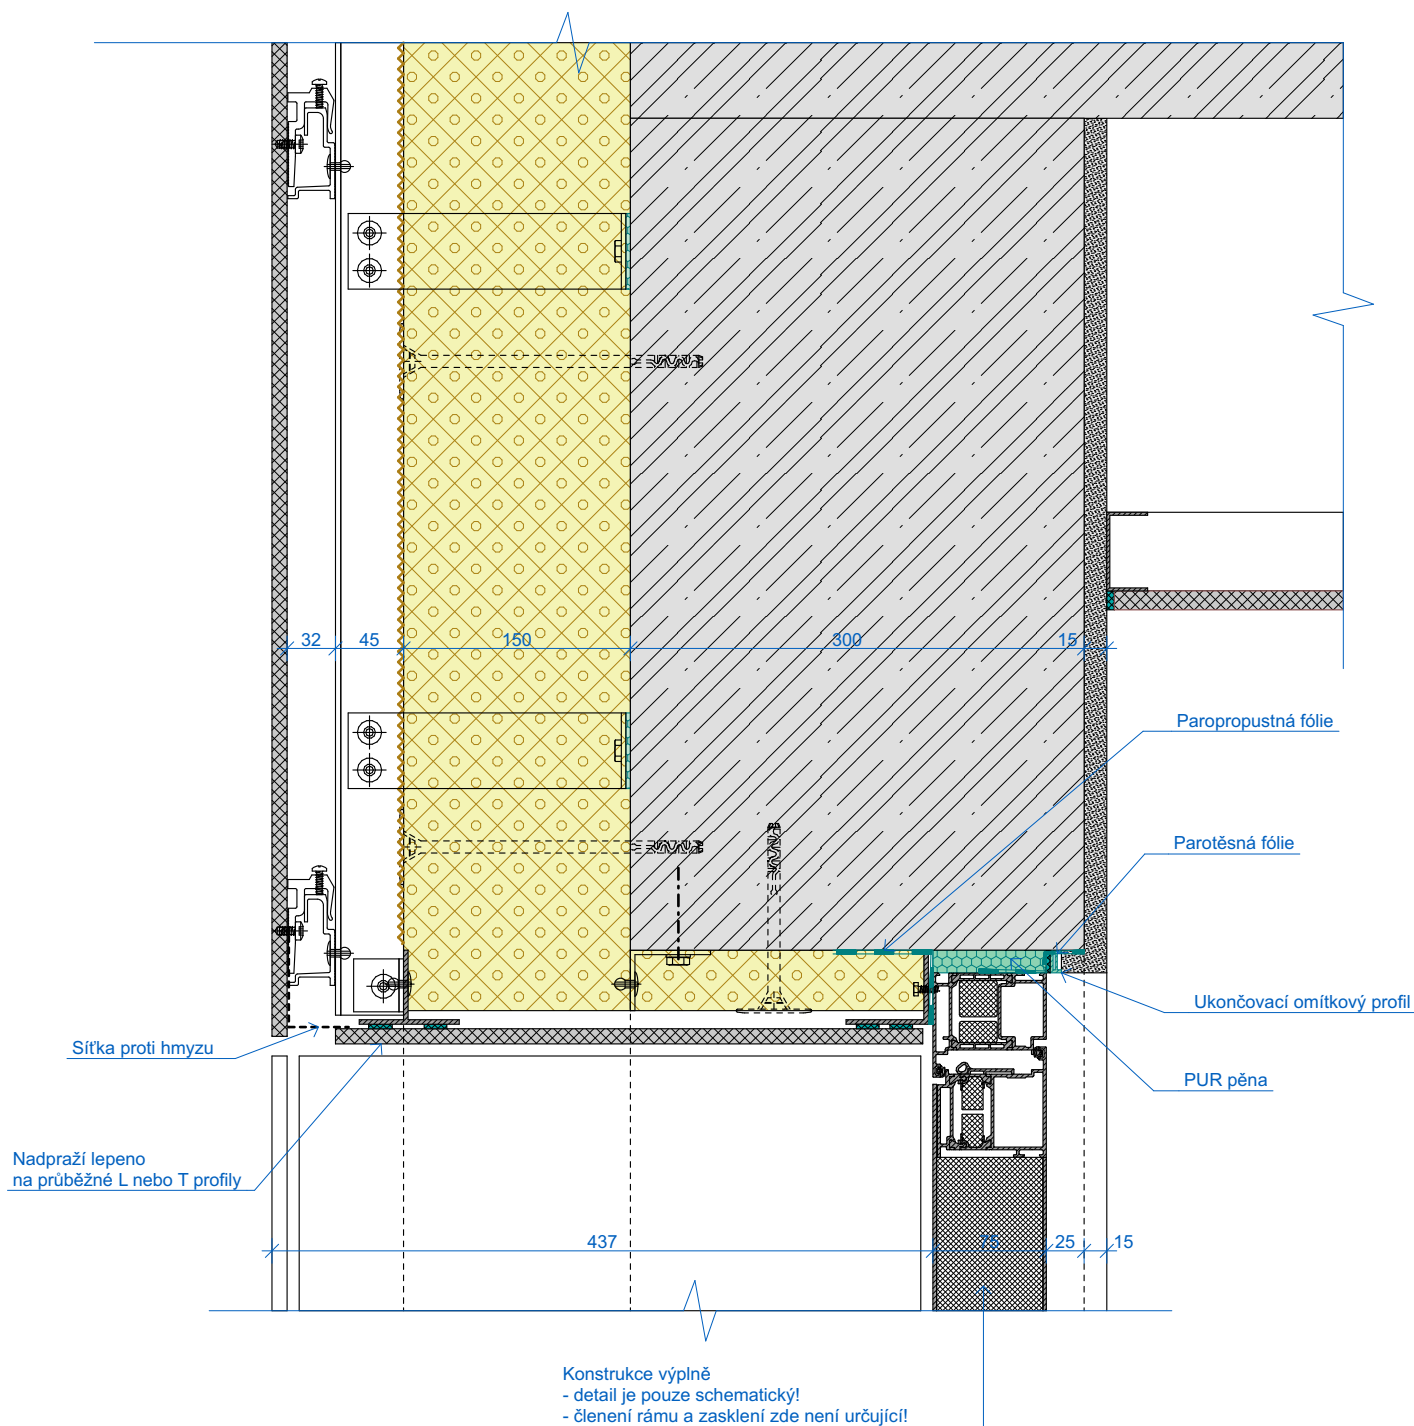 32
45
150
300
15
Paropropustná fólie
Parotěsná fólie
Ukončovací omítkový profil
Síťka proti hmyzu
PUR pěna
Nadpraží lepeno
na průběžné L nebo T profily
437
75
25
15
Konstrukce výplně
- detail je pouze schematický!
- členení rámu a zasklení zde není určující!